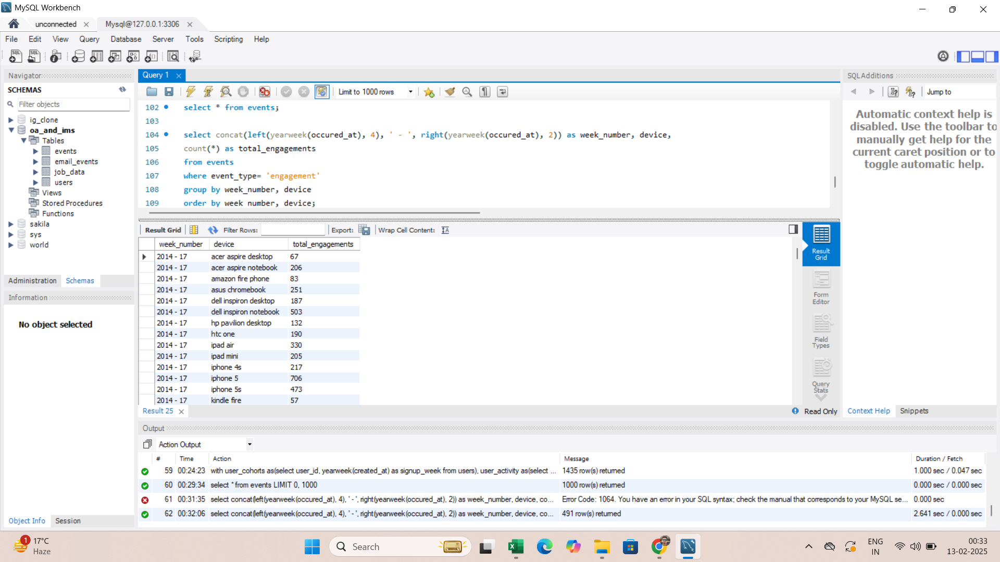 MySQL Workbench
unconnected
Mysql@127.0.0.1:3306
File Edit View Query Database Server Tools Scripting Help
Navigator
SCHEMAS
Filter objects
ig_clone
oa_and_ims
Tables
events
email_events
job_data
users
Views
Stored Procedures
Functions
sakila
sys
world
Administration Schemas
Information
No object selected
Object Info Session
Query 1
Limit to 1000 rows
102 select * from events;
103
104 select concat(left(yearweek(occured_at), 4), ' - ', right(yearweek(occured_at), 2)) as week_number, device,
105 count(*) as total_engagements
106 from events
107 where event_type= 'engagement'
108 group by week_number, device
109 order by week_number, device;
Result Grid Filter Rows: Export: Wrap Cell Content:
week_number device total_engagements
2014 - 17 acer aspire desktop 67
2014 - 17 acer aspire notebook 206
2014 - 17 amazon fire phone 83
2014 - 17 asus chromebook 251
2014 - 17 dell inspiron desktop 187
2014 - 17 dell inspiron notebook 503
2014 - 17 hp pavilion desktop 132
2014 - 17 htc one 190
2014 - 17 ipad air 330
2014 - 17 ipad mini 205
2014 - 17 iphone 4s 217
2014 - 17 iphone 5 706
2014 - 17 iphone 5s 473
2014 - 17 kindle fire 57
Result Grid
Form Editor
Field Types
Query Stats
Result 25
Read Only
SQLAdditions
Jump to
Automatic context help is
disabled. Use the toolbar to
manually get help for the
current caret position or to
toggle automatic help.
Context Help Snippets
Output
Action Output
# Time Action Message Duration / Fetch
59 00:24:23 with user_cohorts as(select user_id, yearweek(created_at) as signup_week from users), user_activity as(select ... 1435 row(s) returned 1.000 sec / 0.047 sec
60 00:29:34 select * from events LIMIT 0, 1000 1000 row(s) returned 0.000 sec / 0.000 sec
61 00:31:35 select concat(left(yearweek(occured_at), 4), ' - ', right(yearweek(occured_at), 2)) as week_number, device, co... Error Code: 1064. You have an error in your SQL syntax; check the manual that corresponds to your MySQL se... 0.000 sec
62 00:32:06 select concat(left(yearweek(occured_at), 4), ' - ', right(yearweek(occured_at), 2)) as week_number, device, co... 491 row(s) returned 2.641 sec / 0.000 sec
1
17°C
Haze
Search
ENG
IN
00:33
13-02-2025